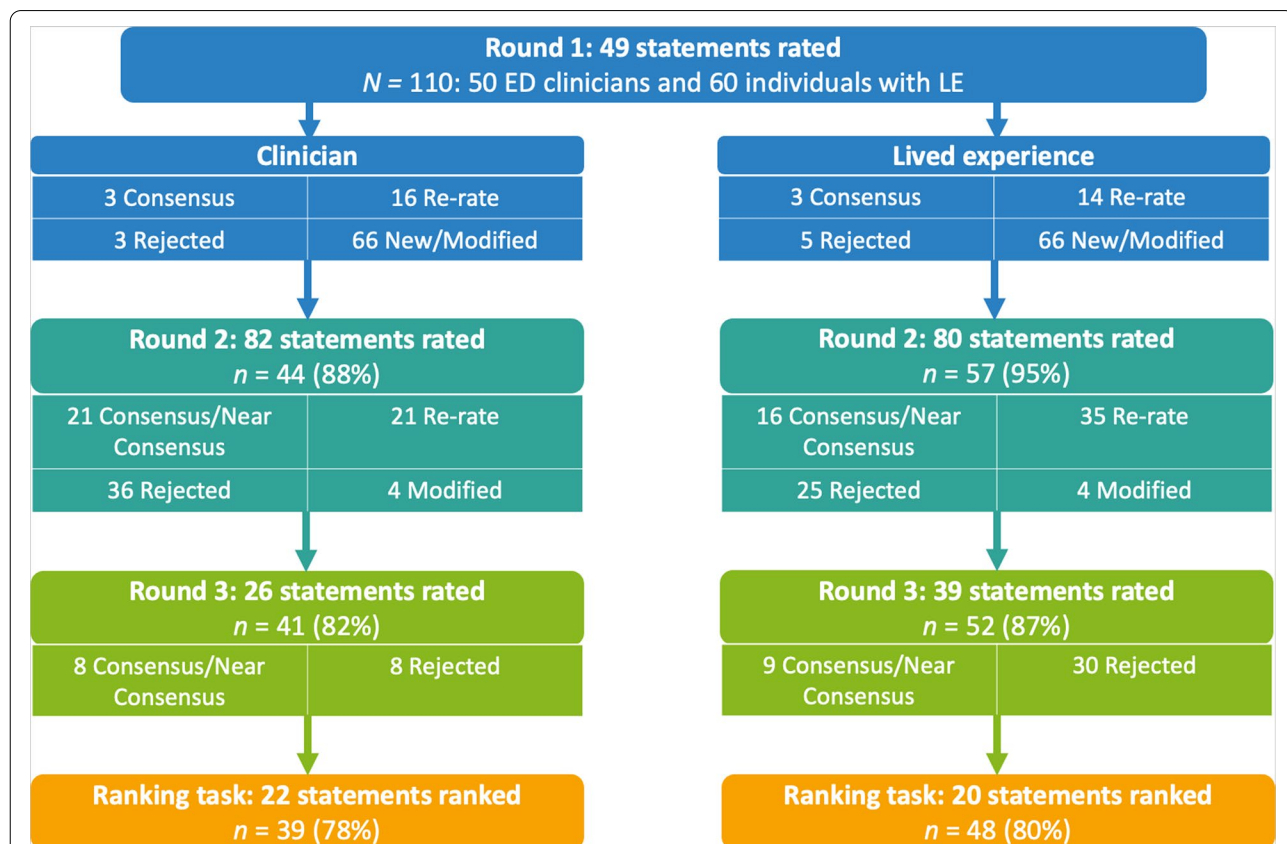 Round 1: 49 statements rated
N = 110: 50 ED clinicians and 60 individuals with LE
Clinician
3 Consensus
16 Re-rate
3 Rejected
66 New/Modified
Round 2: 82 statements rated
n = 44 (88%)
21 Consensus/Near
Consensus
21 Re-rate
36 Rejected
4 Modified
Round 3: 26 statements rated
n = 41 (82%)
8 Consensus/Near
Consensus
8 Rejected
Ranking task: 22 statements ranked
n = 39 (78%)
Lived experience
3 Consensus
14 Re-rate
5 Rejected
66 New/Modified
Round 2: 80 statements rated
n = 57 (95%)
16 Consensus/Near
Consensus
35 Re-rate
25 Rejected
4 Modified
Round 3: 39 statements rated
n = 52 (87%)
9 Consensus/Near
Consensus
30 Rejected
Ranking task: 20 statements ranked
n = 48 (80%)